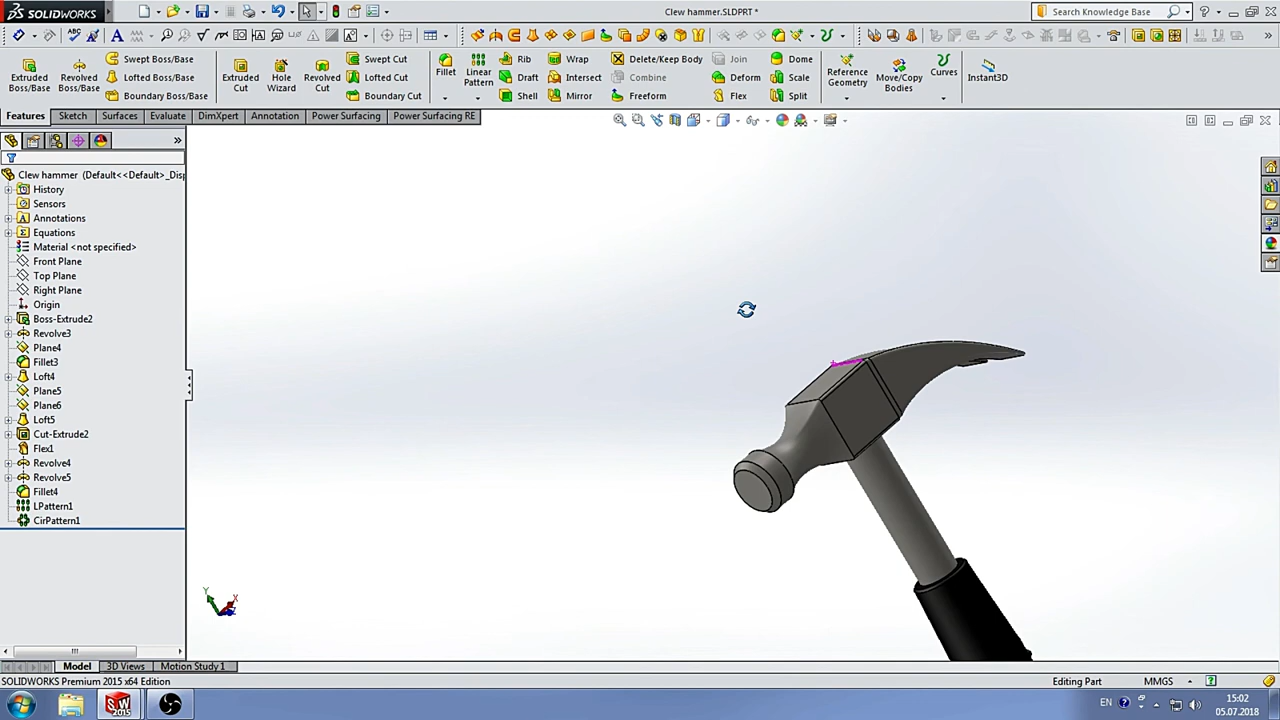 SOLIDWORKS
Clew hammer.SLDPRT *
Search Knowledge Base
Extruded Boss/Base
Revolved Boss/Base
Swept Boss/Base
Lofted Boss/Base
Boundary Boss/Base
Extruded Cut
Hole Wizard
Revolved Cut
Swept Cut
Lofted Cut
Boundary Cut
Fillet
Linear Pattern
Rib
Draft
Shell
Wrap
Intersect
Mirror
Delete/Keep Body
Combine
Freeform
Join
Deform
Flex
Dome
Scale
Split
Reference Geometry
Move/Copy Bodies
Curves
Instant3D
Features
Sketch
Surfaces
Evaluate
DimXpert
Annotation
Power Surfacing
Power Surfacing RE
Clew hammer (Default<<Default>_Disp
History
Sensors
Annotations
Equations
Material <not specified>
Front Plane
Top Plane
Right Plane
Origin
Boss-Extrude2
Revolve3
Plane4
Fillet3
Loft4
Plane5
Plane6
Loft5
Cut-Extrude2
Flex1
Revolve4
Revolve5
Fillet4
LPattern1
CirPattern1
Y
X
Model
3D Views
Motion Study 1
SOLIDWORKS Premium 2015 x64 Edition
Editing Part
MMGS
EN
15:02
05.07.2018